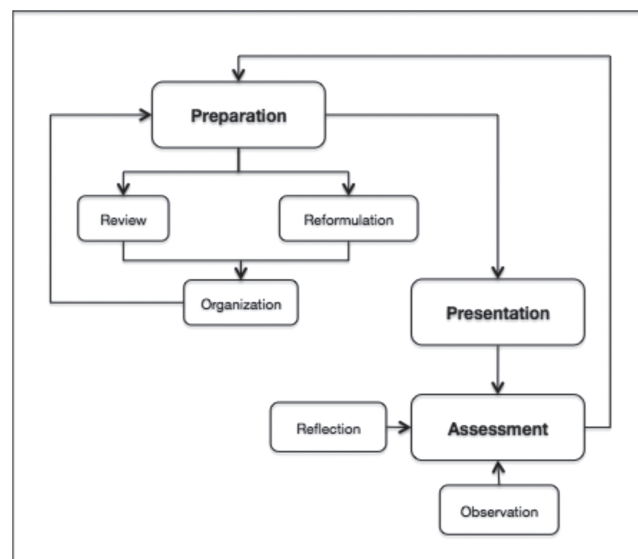 Preparation
Review
Reformulation
Organization
Presentation
Reflection
Assessment
Observation